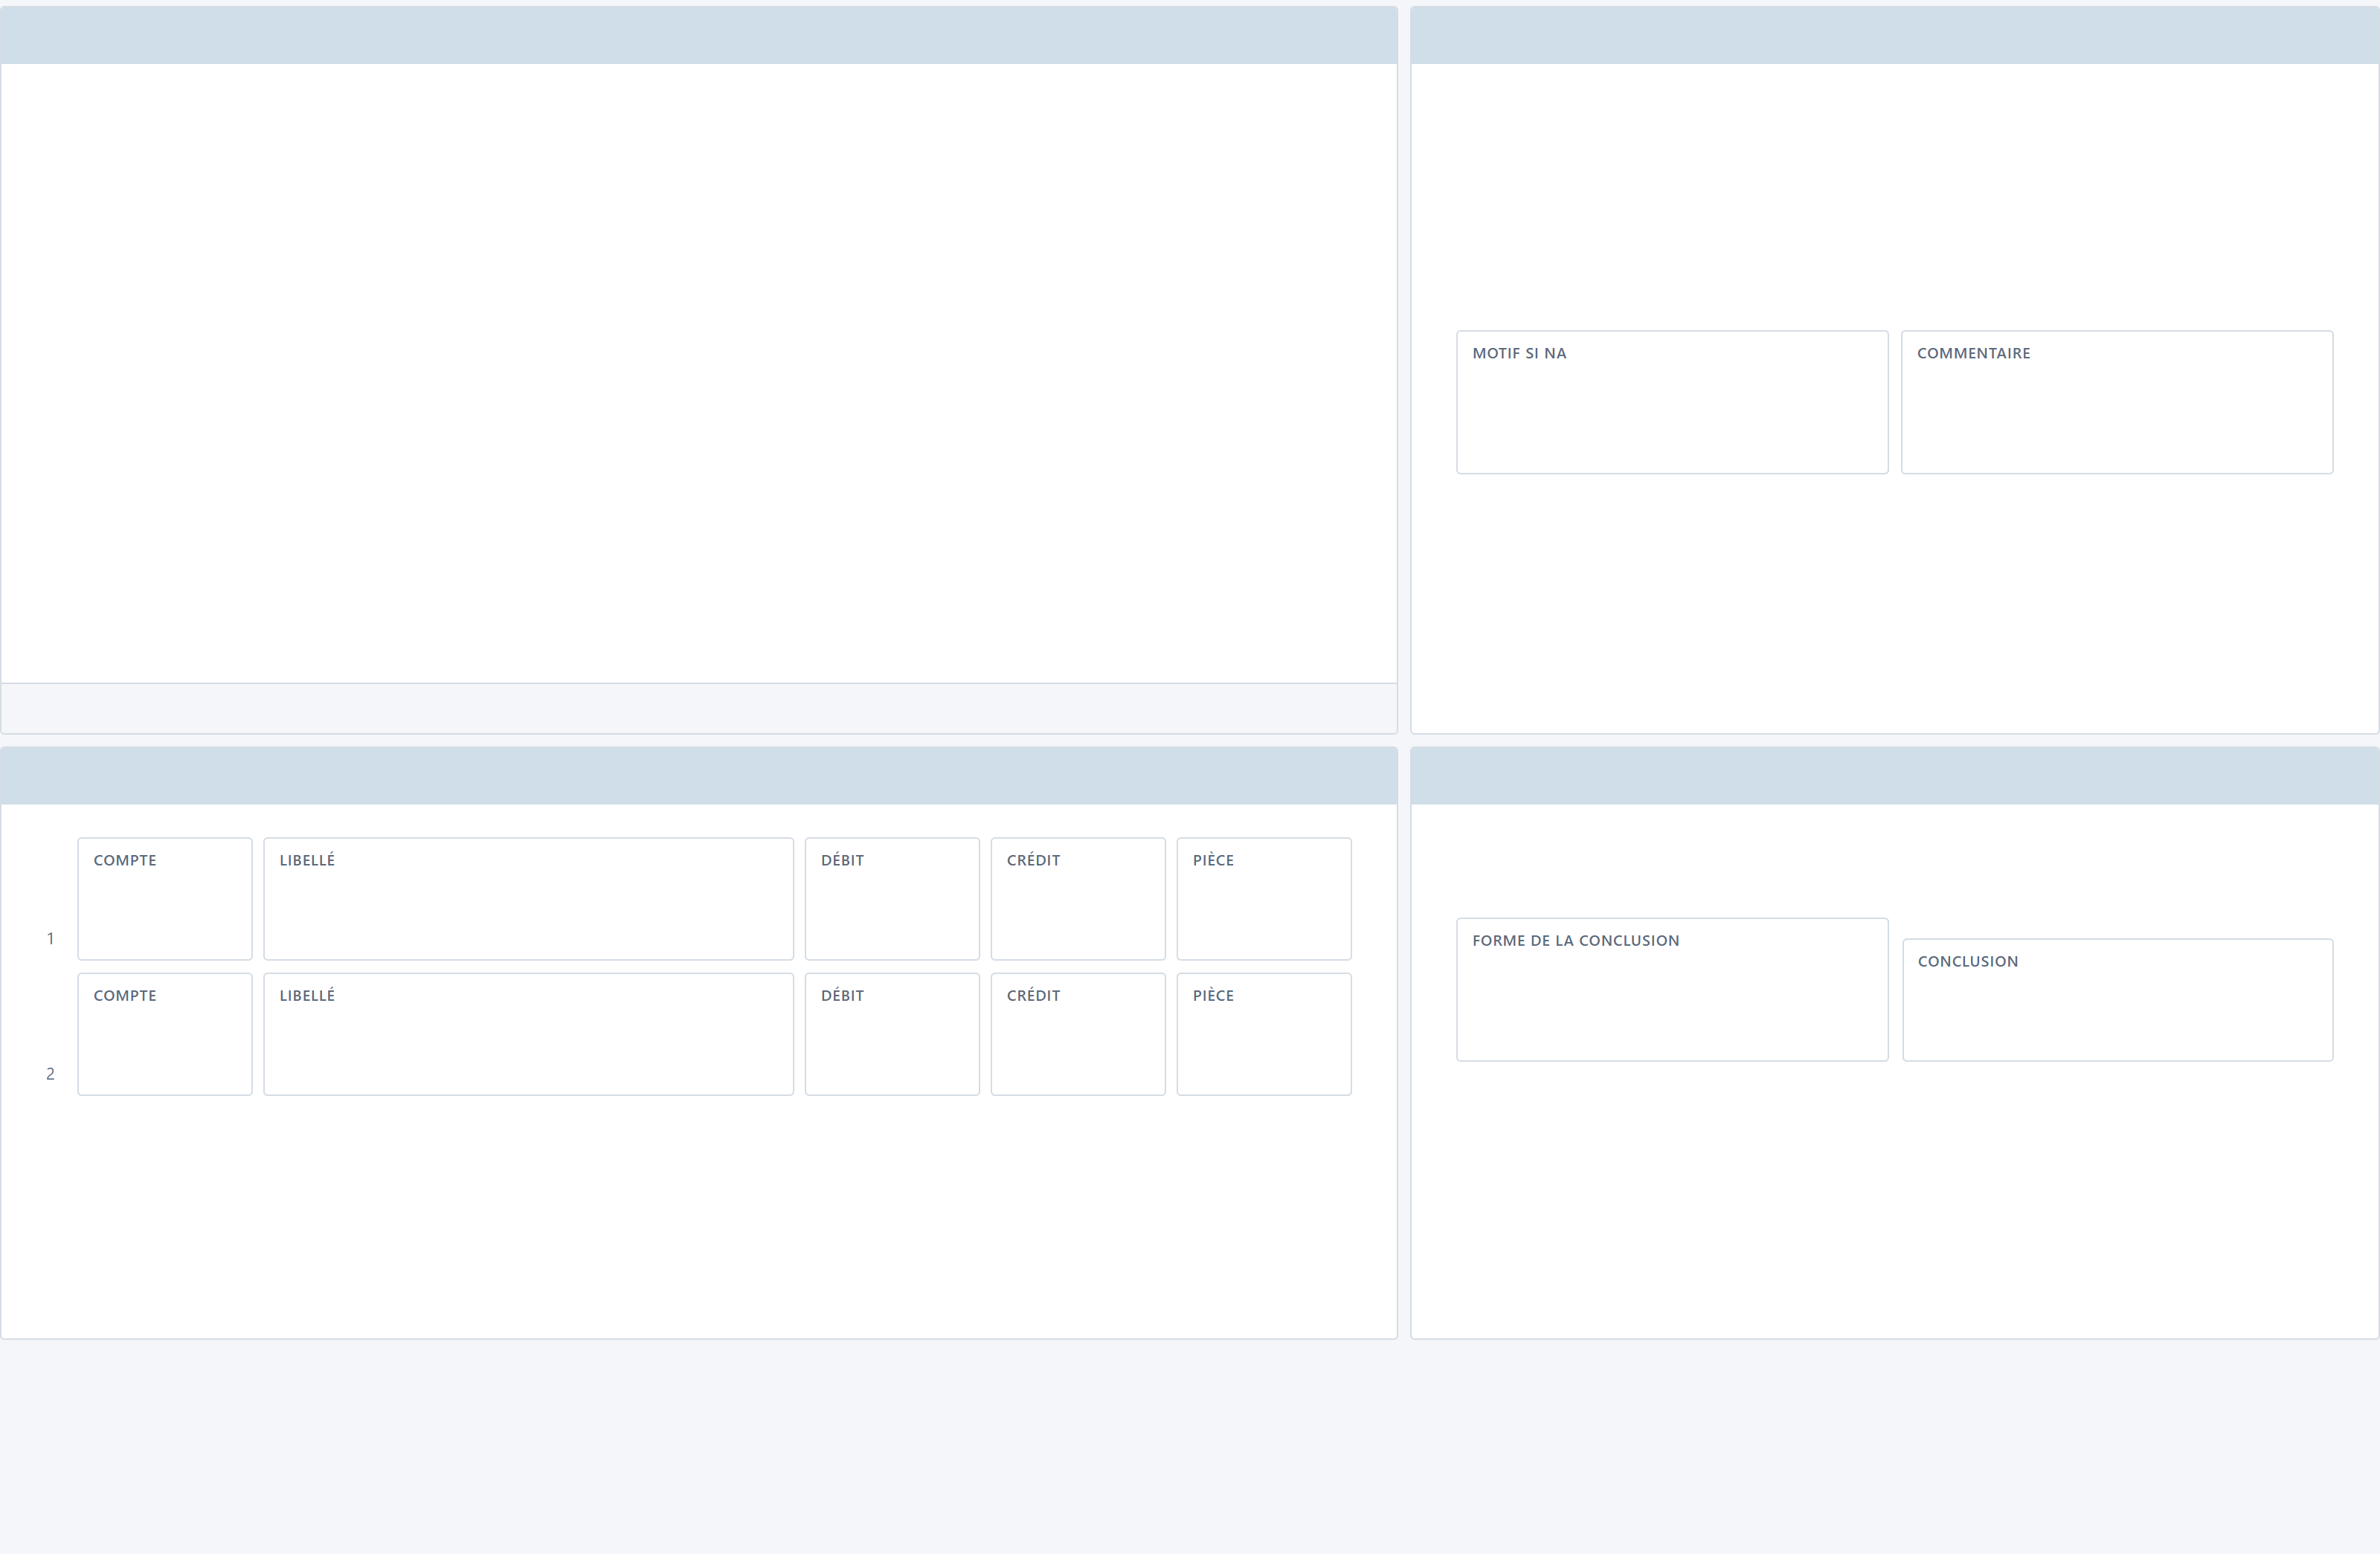 MOTIF SI NA
COMMENTAIRE
COMPTE LIBELLÉ DÉBIT CRÉDIT PIÈCE
1
COMPTE LIBELLÉ DÉBIT CRÉDIT PIÈCE
2
FORME DE LA CONCLUSION
CONCLUSION